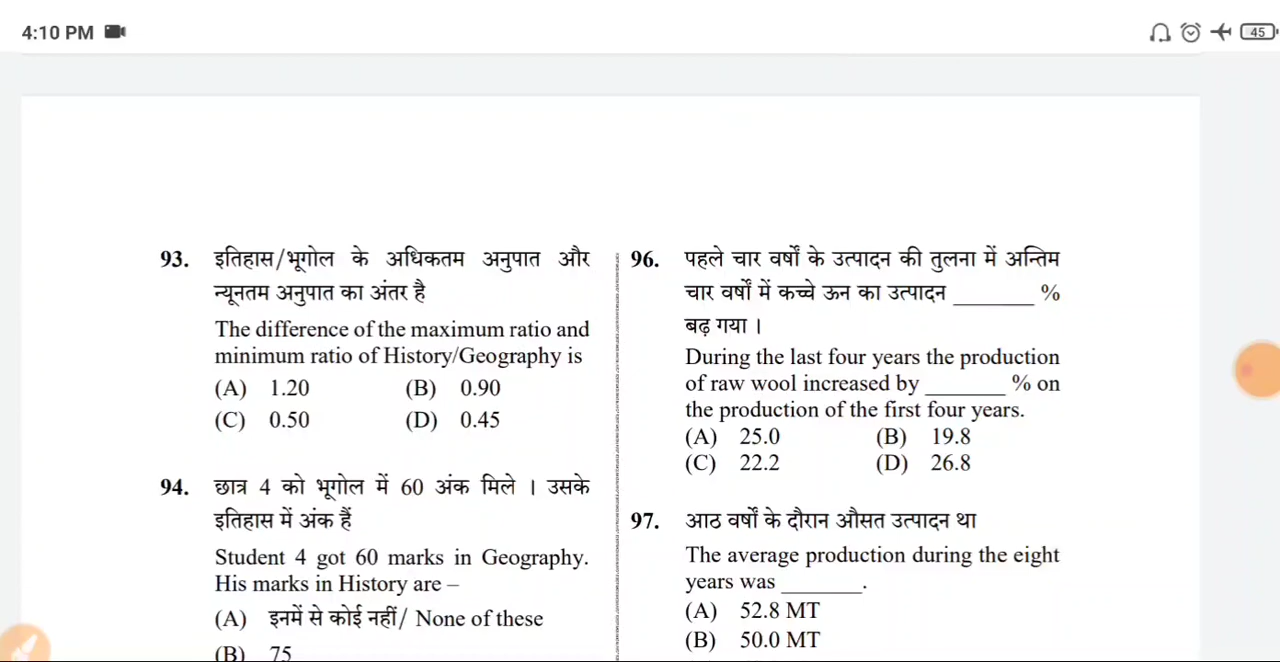 4:10 PM
45
93. इतिहास/भूगोल के अधिकतम अनुपात और
न्यूनतम अनुपात का अंतर है
The difference of the maximum ratio and
minimum ratio of History/Geography is
(A) 1.20 (B) 0.90
(C) 0.50 (D) 0.45
94. छात्र 4 को भूगोल में 60 अंक मिले । उसके
इतिहास में अंक हैं
Student 4 got 60 marks in Geography.
His marks in History are –
(A) इनमें से कोई नहीं/ None of these
(B) 75
96. पहले चार वर्षों के उत्पादन की तुलना में अन्तिम
चार वर्षों में कच्चे ऊन का उत्पादन ________ %
बढ़ गया ।
During the last four years the production
of raw wool increased by ________ % on
the production of the first four years.
(A) 25.0 (B) 19.8
(C) 22.2 (D) 26.8
97. आठ वर्षों के दौरान औसत उत्पादन था
The average production during the eight
years was ________.
(A) 52.8 MT
(B) 50.0 MT